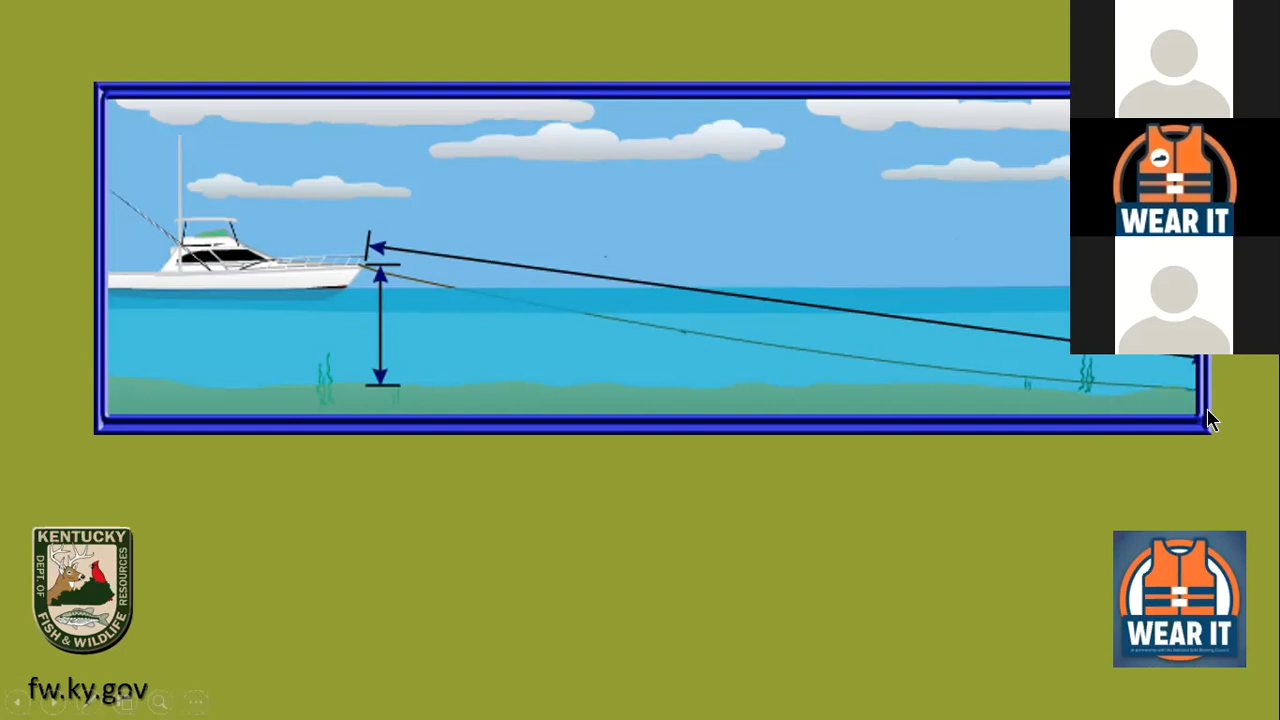 WEAR IT
KENTUCKY
DEPT. OF
RESOURCES
FISH & WILDLIFE
fw.ky.gov
WEAR IT